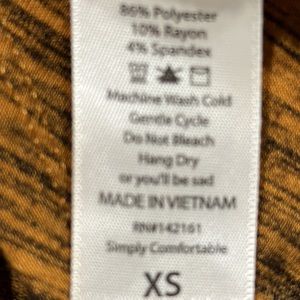 86% Polyester
10% Rayon
4% Spandex
Machine Wash Cold
Gentle Cycle
Do Not Bleach
Hang Dry
or you'll be sad
MADE IN VIETNAM
RN#142161
Simply Comfortable
XS